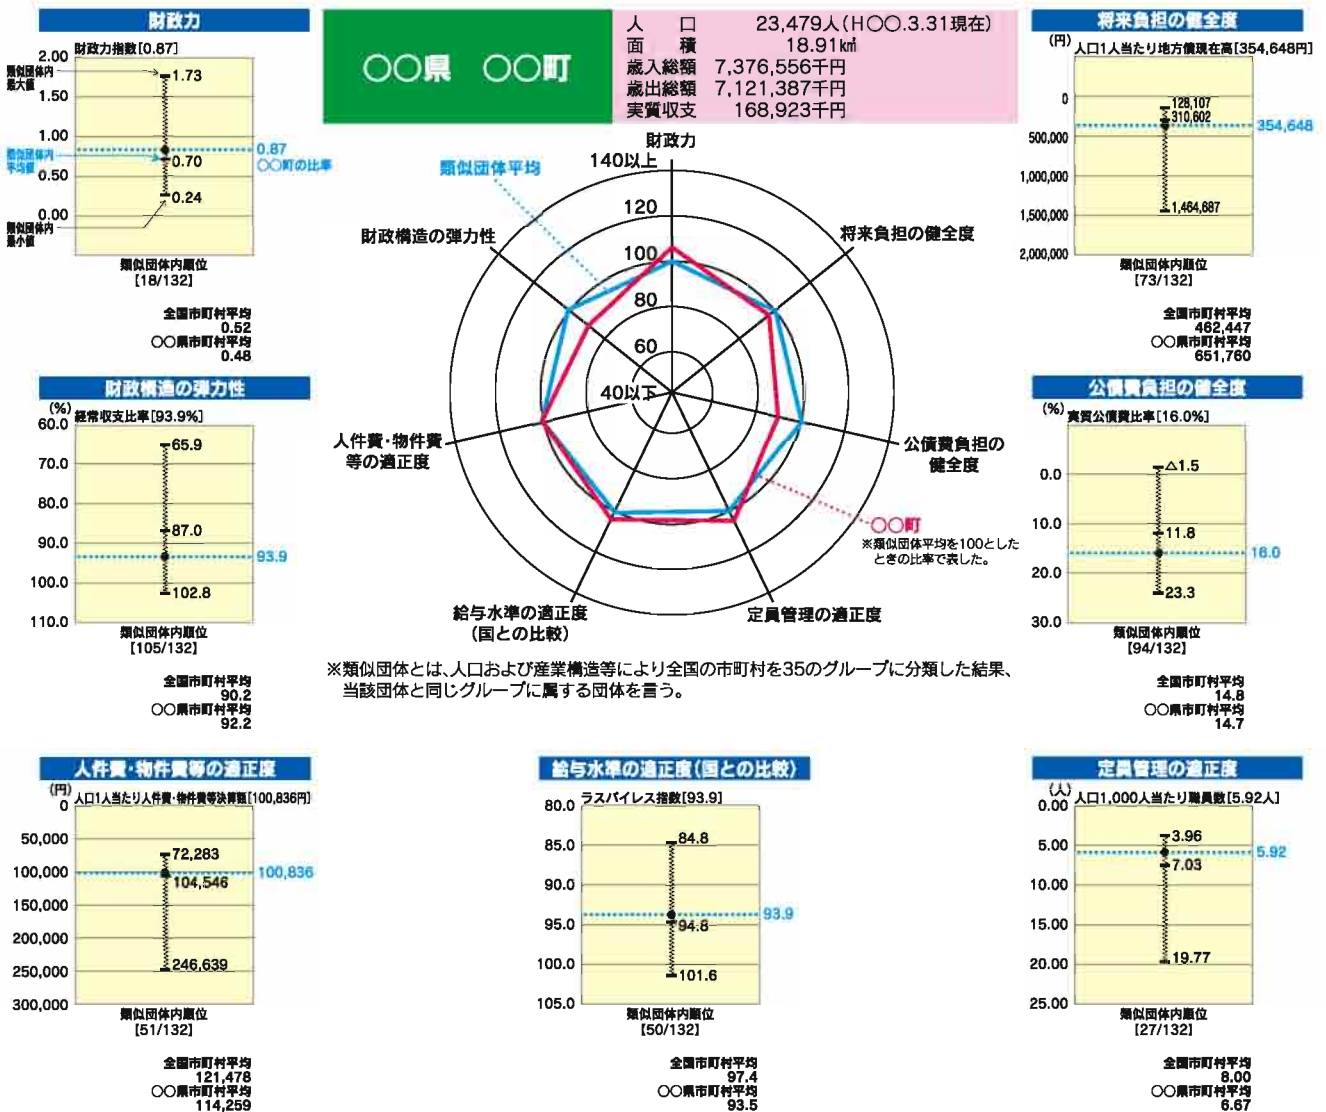 財政力
財政力指数[0.87]
2.00
類似団体内
最大値
1.73
1.50
1.00
類似団体内
平均値
0.87
〇〇町の比率
0.70
0.50
0.24
0.00
類似団体内
最小値
類似団体内順位
[18/132]
全国市町村平均
0.52
〇〇県市町村平均
0.48
〇〇県 〇〇町
人 口 23,479人(H〇〇.3.31現在)
面 積 18.91㎢
歳入総額 7,376,556千円
歳出総額 7,121,387千円
実質収支 168,923千円
将来負担の健全度
(円)
人口1人当たり地方債現在高[354,648円]
0
128,107
310,602
354,648
500,000
1,000,000
1,464,687
1,500,000
2,000,000
類似団体内順位
[73/132]
全国市町村平均
462,447
〇〇県市町村平均
651,760
財政力
140以上
類似団体平均
120
財政構造の弾力性
将来負担の健全度
100
80
60
40以下
人件費・物件費
等の適正度
公債費負担の
健全度
〇〇町
※類似団体平均を100とした
ときの比率で表した。
給与水準の適正度
(国との比較)
定員管理の適正度
※類似団体とは、人口および産業構造等により全国の市町村を35のグループに分類した結果、
当該団体と同じグループに属する団体を言う。
財政構造の弾力性
(%)
経常収支比率[93.9%]
60.0
65.9
70.0
80.0
87.0
90.0
93.9
100.0
102.8
110.0
類似団体内順位
[105/132]
全国市町村平均
90.2
〇〇県市町村平均
92.2
公債費負担の健全度
(%)
実質公債費比率[16.0%]
△1.5
0.0
10.0
11.8
16.0
20.0
23.3
30.0
類似団体内順位
[94/132]
全国市町村平均
14.8
〇〇県市町村平均
14.7
人件費・物件費等の適正度
(円)
人口1人当たり人件費・物件費等決算額[100,836円]
0
50,000
72,283
100,000
100,836
104,546
150,000
200,000
246,639
250,000
300,000
類似団体内順位
[51/132]
全国市町村平均
121,478
〇〇県市町村平均
114,259
給与水準の適正度(国との比較)
ラスパイレス指数[93.9]
80.0
84.8
85.0
90.0
93.9
94.8
95.0
100.0
101.6
105.0
類似団体内順位
[50/132]
全国市町村平均
97.4
〇〇県市町村平均
93.5
定員管理の適正度
(人)
人口1,000人当たり職員数[5.92人]
0.00
3.96
5.00
5.92
7.03
10.00
15.00
19.77
20.00
25.00
類似団体内順位
[27/132]
全国市町村平均
8.00
〇〇県市町村平均
6.67